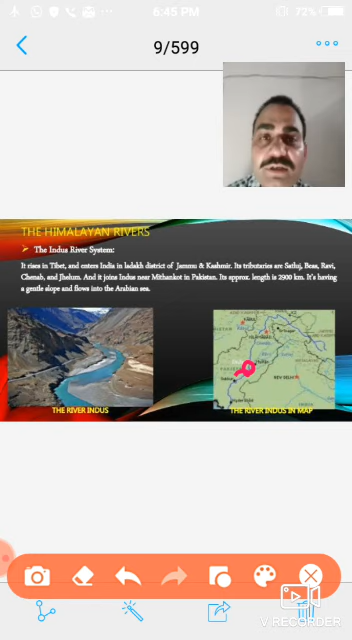 6:45 PM
72%
9/599
THE HIMALAYAN RIVERS
The Indua River System:
It rises in Tibet, and enters India in ladakh district of Jammu & Kashmir. Its tributaries are Satluj, Beas, Ravi,
Chenab, and Jhelum. And it joins Indus near Mithankot in Pakistan. Its approx. length is 2900 km. It's having
a gentle slope and flows into the Arabian sea.
NEW DELHI
THE RIVER INDUS
THE RIVER INDUS IN MAP
V RECORDER